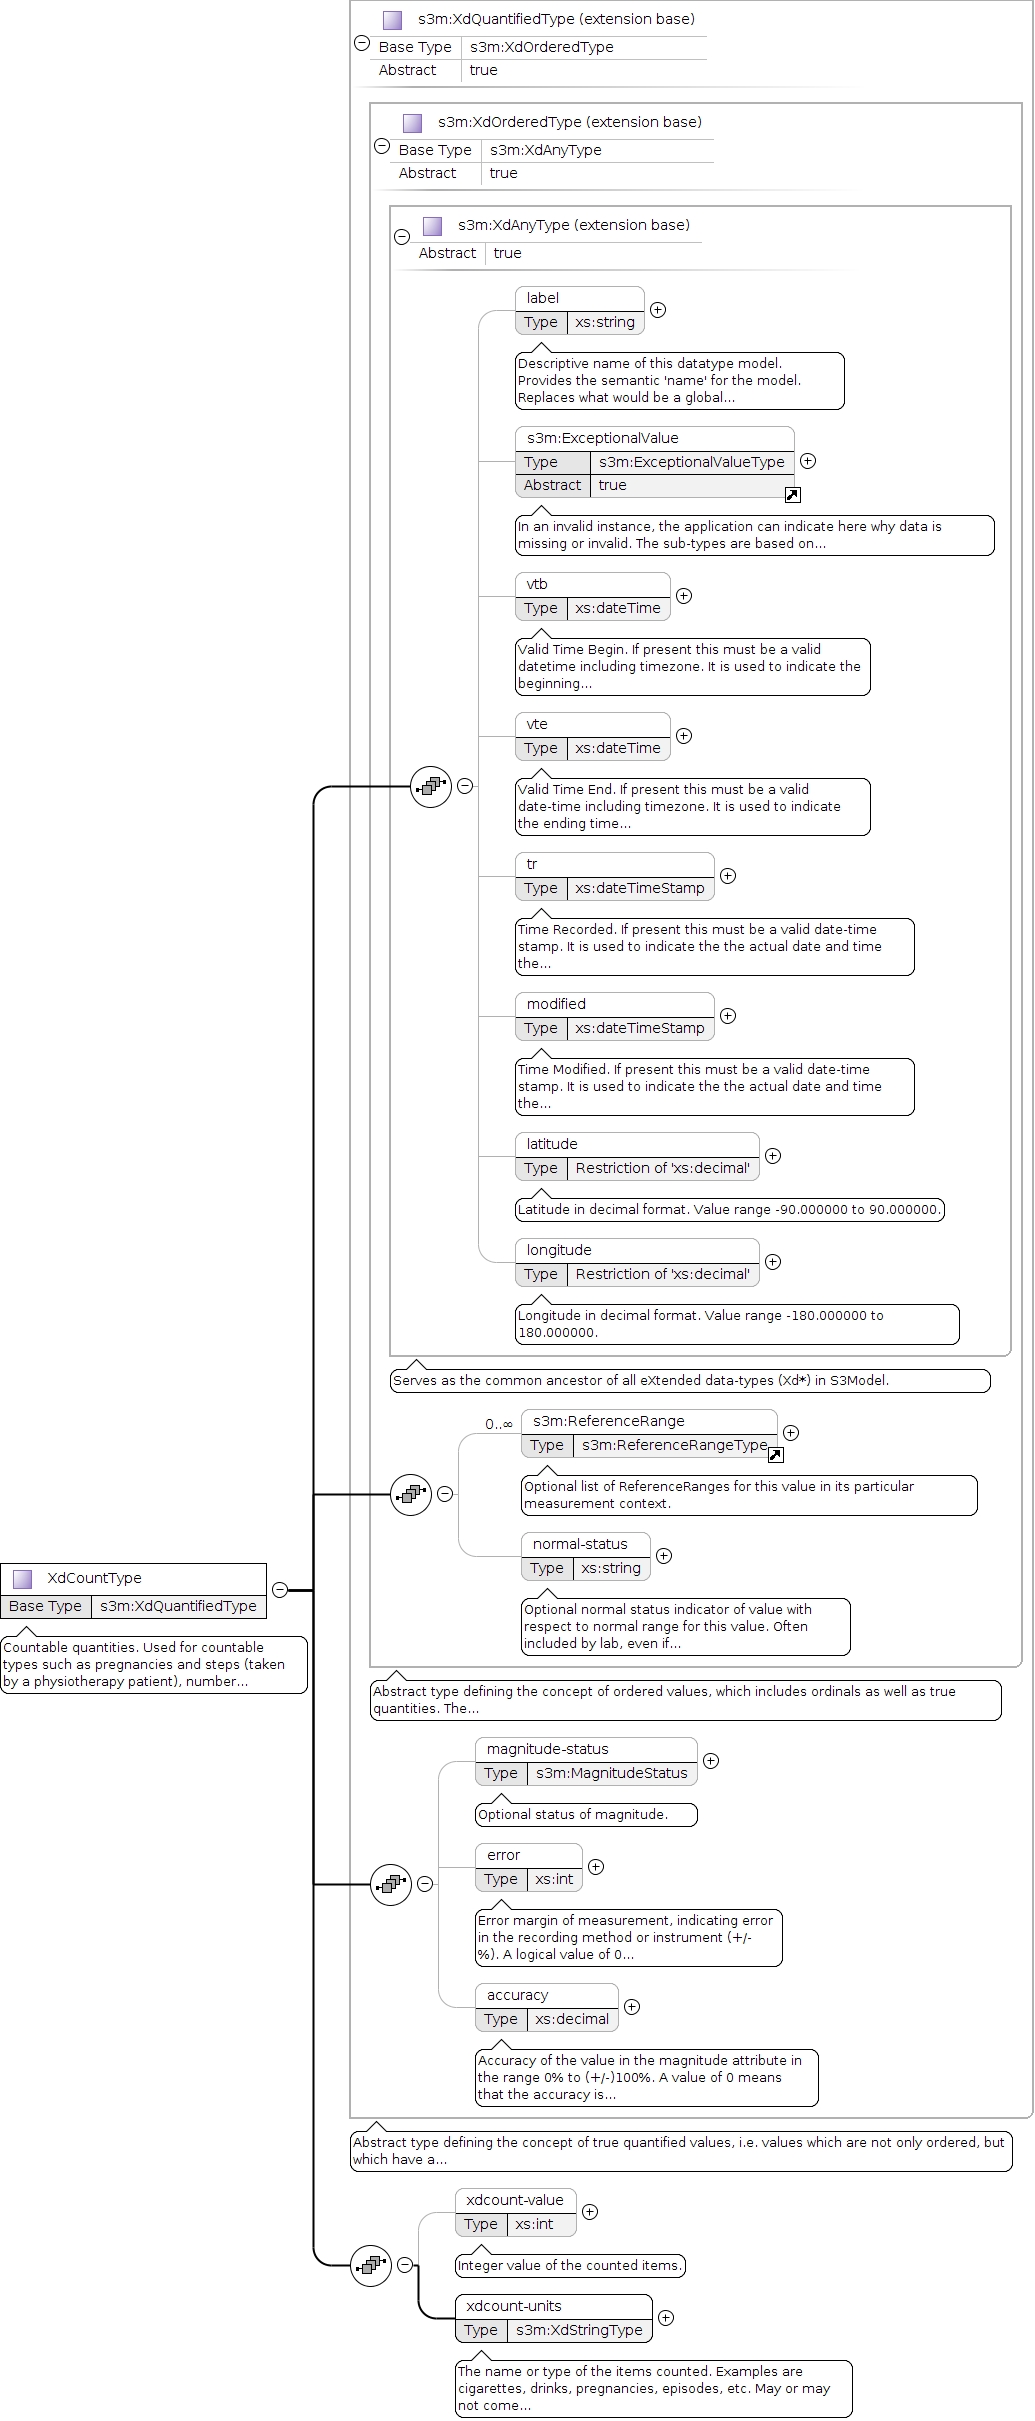 s3m:XdQuantifiedType (extension base)
Base Type s3m:XdOrderedType
Abstract true
s3m:XdOrderedType (extension base)
Base Type s3m:XdAnyType
Abstract true
s3m:XdAnyType (extension base)
Abstract true
label
Type xs:string
Descriptive name of this datatype model.
Provides the semantic 'name' for the model.
Replaces what would be a global...
s3m:ExceptionalValue
Type s3m:ExceptionalValueType
Abstract true
In an invalid instance, the application can indicate here why data is
missing or invalid. The sub-types are based on...
vtb
Type xs:dateTime
Valid Time Begin. If present this must be a valid
datetime including timezone. It is used to indicate the
beginning...
vte
Type xs:dateTime
Valid Time End. If present this must be a valid
date-time including timezone. It is used to indicate
the ending time...
tr
Type xs:dateTimeStamp
Time Recorded. If present this must be a valid date-time
stamp. It is used to indicate the the actual date and time
the...
modified
Type xs:dateTimeStamp
Time Modified. If present this must be a valid date-time
stamp. It is used to indicate the the actual date and time
the...
latitude
Type Restriction of 'xs:decimal'
Latitude in decimal format. Value range -90.000000 to 90.000000.
longitude
Type Restriction of 'xs:decimal'
Longitude in decimal format. Value range -180.000000 to
180.000000.
Serves as the common ancestor of all eXtended data-types (Xd*) in S3Model.
0..∞
s3m:ReferenceRange
Type s3m:ReferenceRangeType
Optional list of ReferenceRanges for this value in its particular
measurement context.
normal-status
Type xs:string
Optional normal status indicator of value with
respect to normal range for this value. Often
included by lab, even if...
XdCountType
Base Type s3m:XdQuantifiedType
Countable quantities. Used for countable
types such as pregnancies and steps (taken
by a physiotherapy patient), number...
Abstract type defining the concept of ordered values, which includes ordinals as well as true
quantities. The...
magnitude-status
Type s3m:MagnitudeStatus
Optional status of magnitude.
error
Type xs:int
Error margin of measurement, indicating error
in the recording method or instrument (+/-
%). A logical value of 0...
accuracy
Type xs:decimal
Accuracy of the value in the magnitude attribute in
the range 0% to (+/-)100%. A value of 0 means
that the accuracy is...
Abstract type defining the concept of true quantified values, i.e. values which are not only ordered, but
which have a...
xdcount-value
Type xs:int
Integer value of the counted items.
xdcount-units
Type s3m:XdStringType
The name or type of the items counted. Examples are
cigarettes, drinks, pregnancies, episodes, etc. May or may
not come...